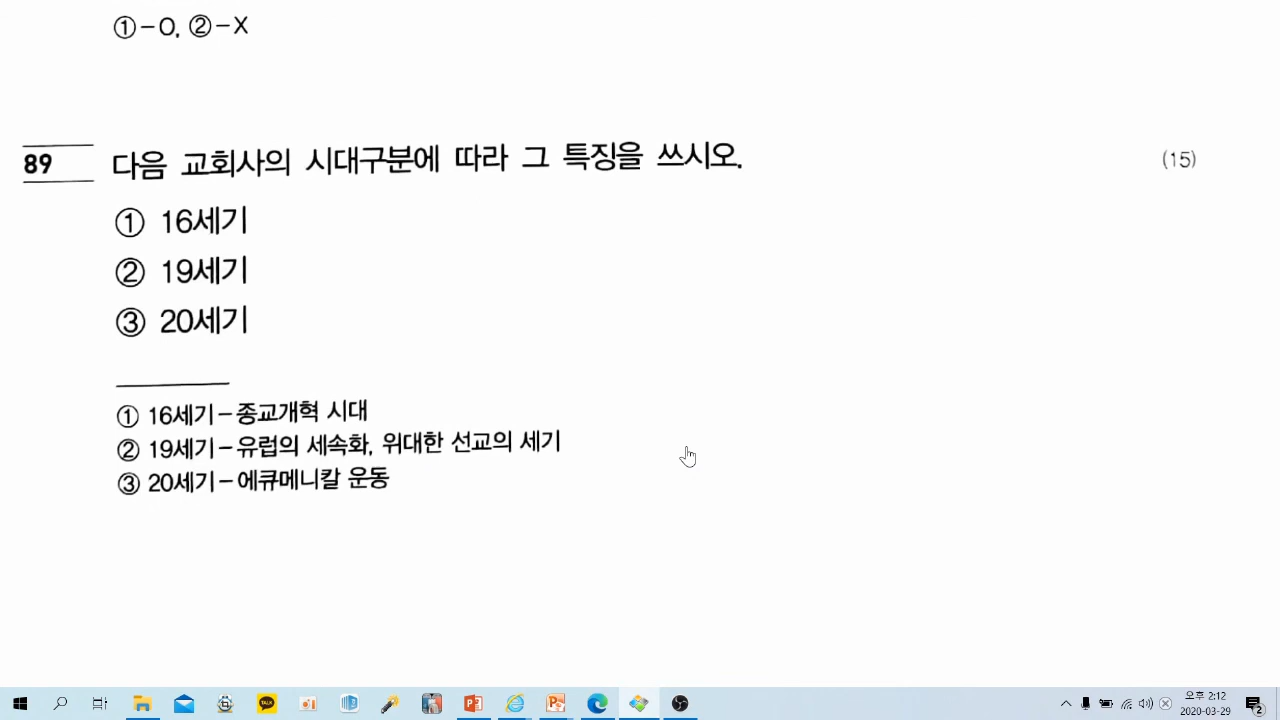 ①-O, ②-X
89 다음 교회사의 시대구분에 따라 그 특징을 쓰시오. (15)
① 16세기
② 19세기
③ 20세기
① 16세기-종교개혁 시대
② 19세기-유럽의 세속화, 위대한 선교의 세기
③ 20세기-에큐메니칼 운동
오후 2:12
2020-03-29
2